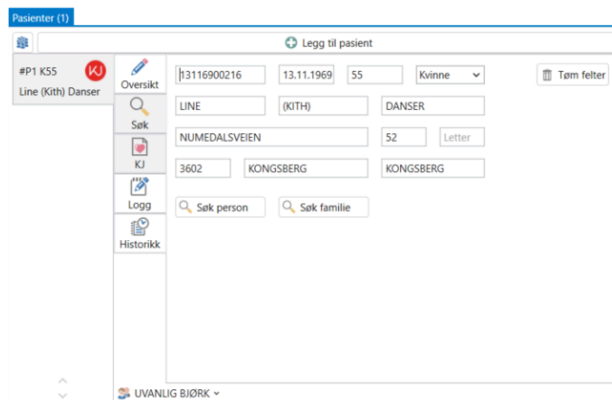 Pasienter (1)
Legg til pasient
#P1 K55 KJ
Line (Kith) Danser
Oversikt
Søk
KJ
Logg
Historikk
13116900216 13.11.1969 55 Kvinne Tøm felter
LINE (KITH) DANSER
NUMEDALSVEIEN 52 Letter
3602 KONGSBERG KONGSBERG
Søk person Søk familie
UVANLIG BJØRK